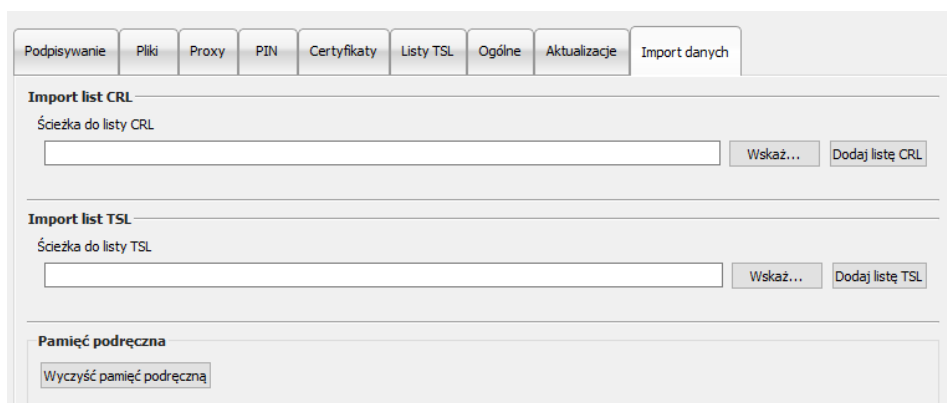 Podpisywanie Pliki Proxy PIN Certyfikaty Listy TSL Ogólne Aktualizacje Import danych
Import list CRL
Ścieżka do listy CRL
Wskaż... Dodaj listę CRL
Import list TSL
Ścieżka do listy TSL
Wskaż... Dodaj listę TSL
Pamięć podręczna
Wyczyść pamięć podręczną